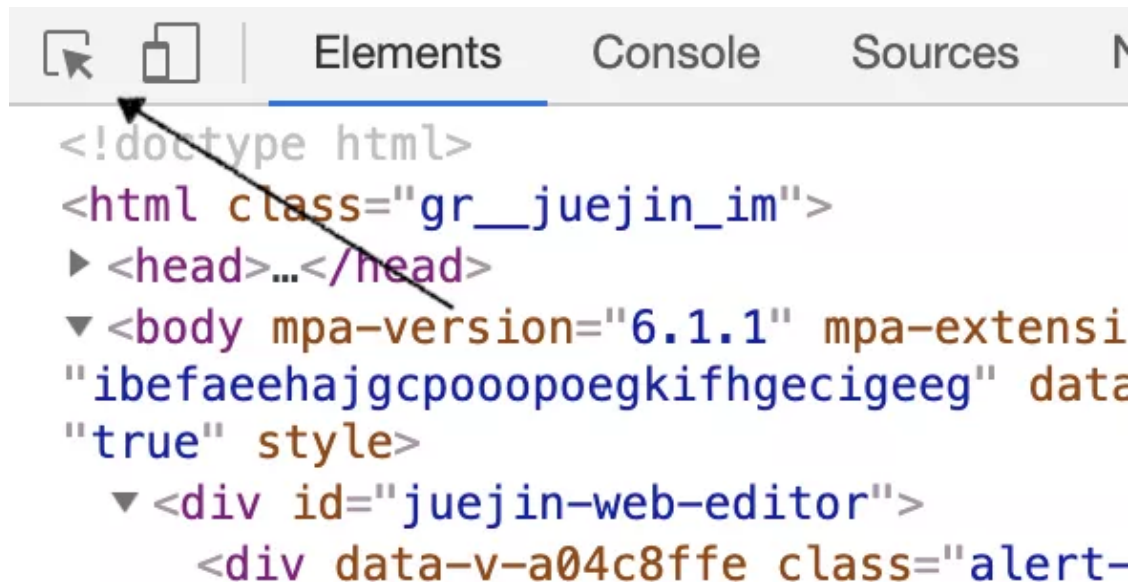 Elements Console Sources
<!doctype html>
<html class="gr__juejin_im">
<head>…</head>
<body mpa-version="6.1.1" mpa-extensi
"ibefaeehajgcpooopoegkifhgecigeeg" data
"true" style>
<div id="juejin-web-editor">
<div data-v-a04c8ffe class="alert-